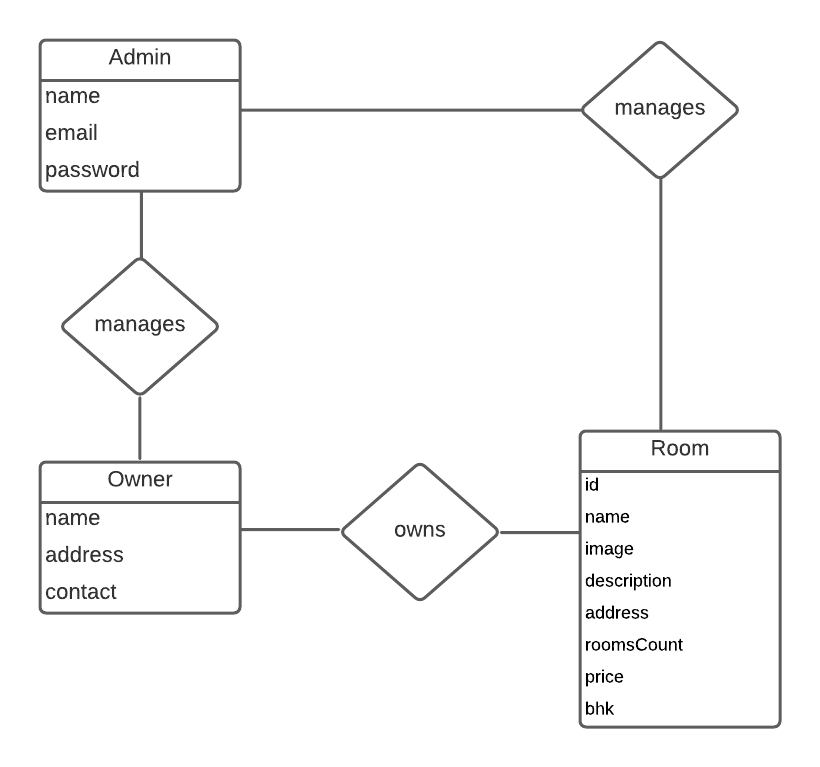 Admin
name
email
password
manages
manages
Owner
name
address
contact
owns
Room
id
name
image
description
address
roomsCount
price
bhk